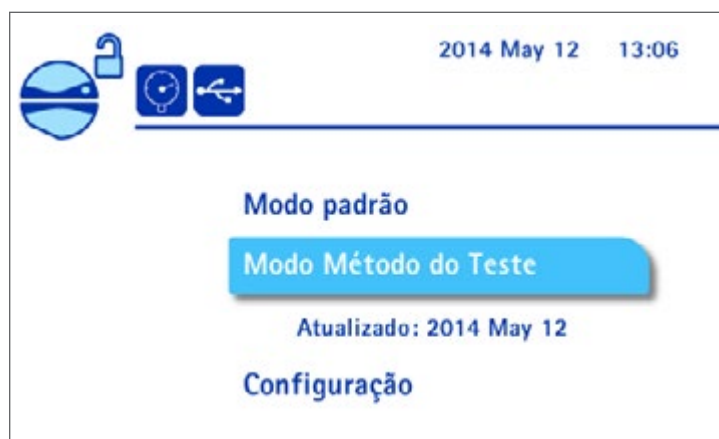 2014 May 12 13:06
Modo padrão
Modo Método do Teste
Atualizado: 2014 May 12
Configuração